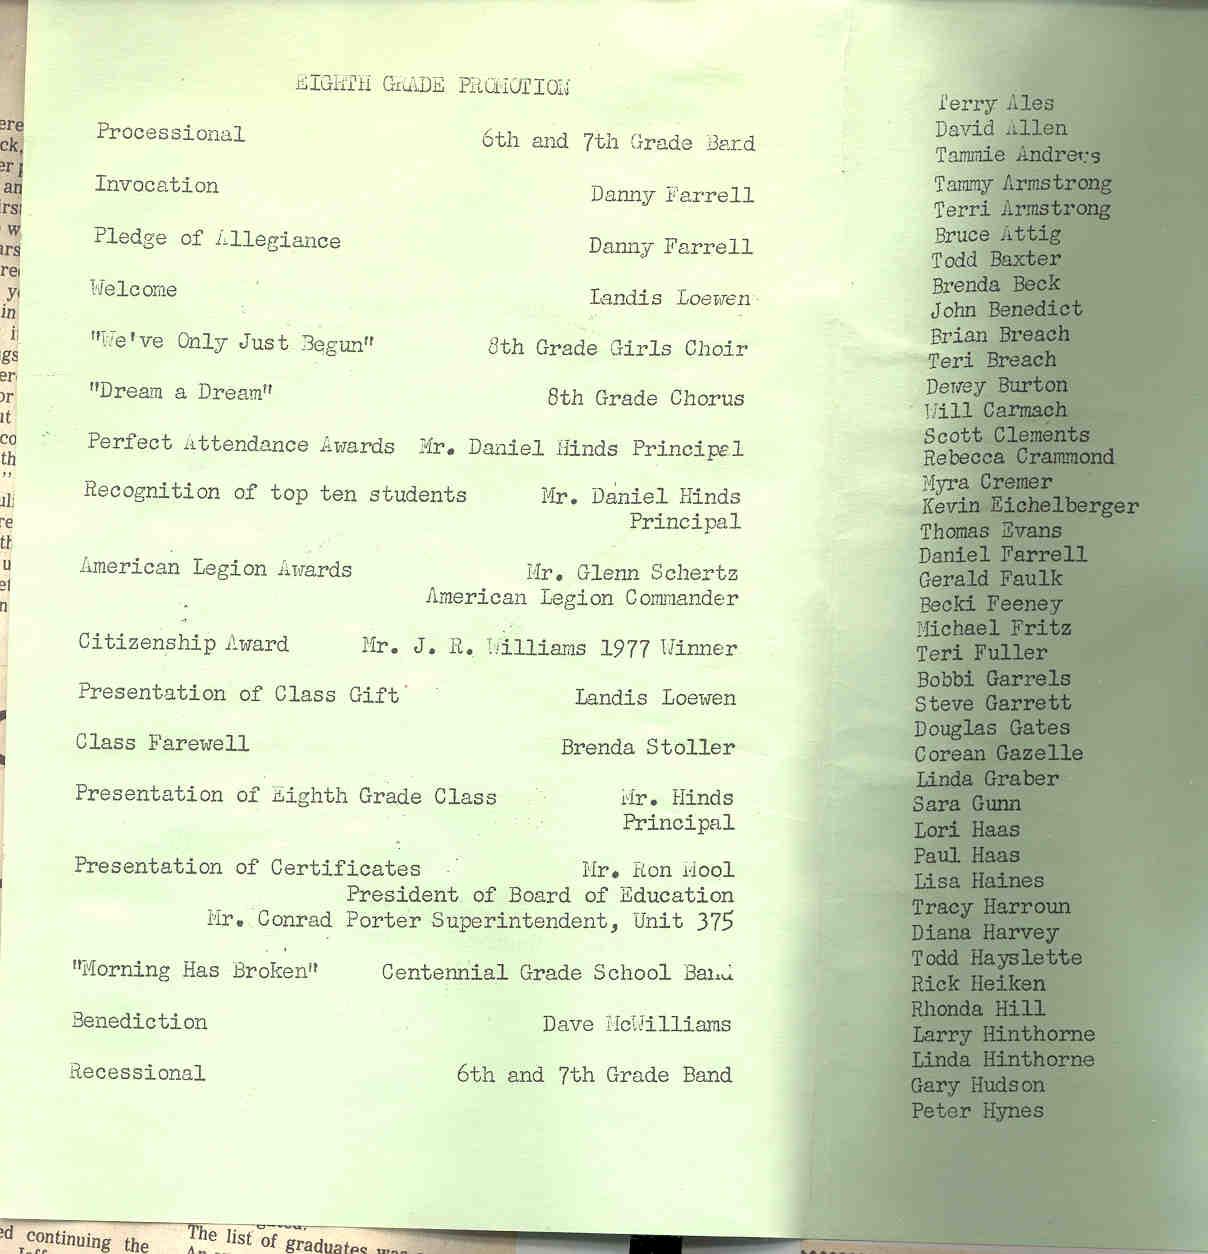 EIGHTH GRADE PROMOTION
Processional 6th and 7th Grade Band
Invocation Danny Farrell
Pledge of Allegiance Danny Farrell
Welcome Landis Loewen
"We've Only Just Begun" 8th Grade Girls Choir
"Dream a Dream" 8th Grade Chorus
Perfect Attendance Awards Mr. Daniel Hinds Principal
Recognition of top ten students Mr. Daniel Hinds
Principal
American Legion Awards Mr. Glenn Schertz
American Legion Commander
Citizenship Award Mr. J. R. Williams 1977 Winner
Presentation of Class Gift Landis Loewen
Class Farewell Brenda Stoller
Presentation of Eighth Grade Class Mr. Hinds
Principal
Presentation of Certificates Mr. Ron Mool
President of Board of Education
Mr. Conrad Porter Superintendent, Unit 375
"Morning Has Broken" Centennial Grade School Band
Benediction Dave McWilliams
Recessional 6th and 7th Grade Band
Terry Ales
David Allen
Tammie Andrews
Tammy Armstrong
Terri Armstrong
Bruce Attig
Todd Baxter
Brenda Beck
John Benedict
Brian Breach
Teri Breach
Dewey Burton
Will Carmach
Scott Clements
Rebecca Crammond
Myra Cremer
Kevin Eichelberger
Thomas Evans
Daniel Farrell
Gerald Faulk
Becki Feeney
Michael Fritz
Teri Fuller
Bobbi Garrels
Steve Garrett
Douglas Gates
Corean Gazelle
Linda Graber
Sara Gunn
Lori Haas
Paul Haas
Lisa Haines
Tracy Harroun
Diana Harvey
Todd Hayslette
Rick Heiken
Rhonda Hill
Larry Hinthorne
Linda Hinthorne
Gary Hudson
Peter Hynes
continuing the
The list of graduates was